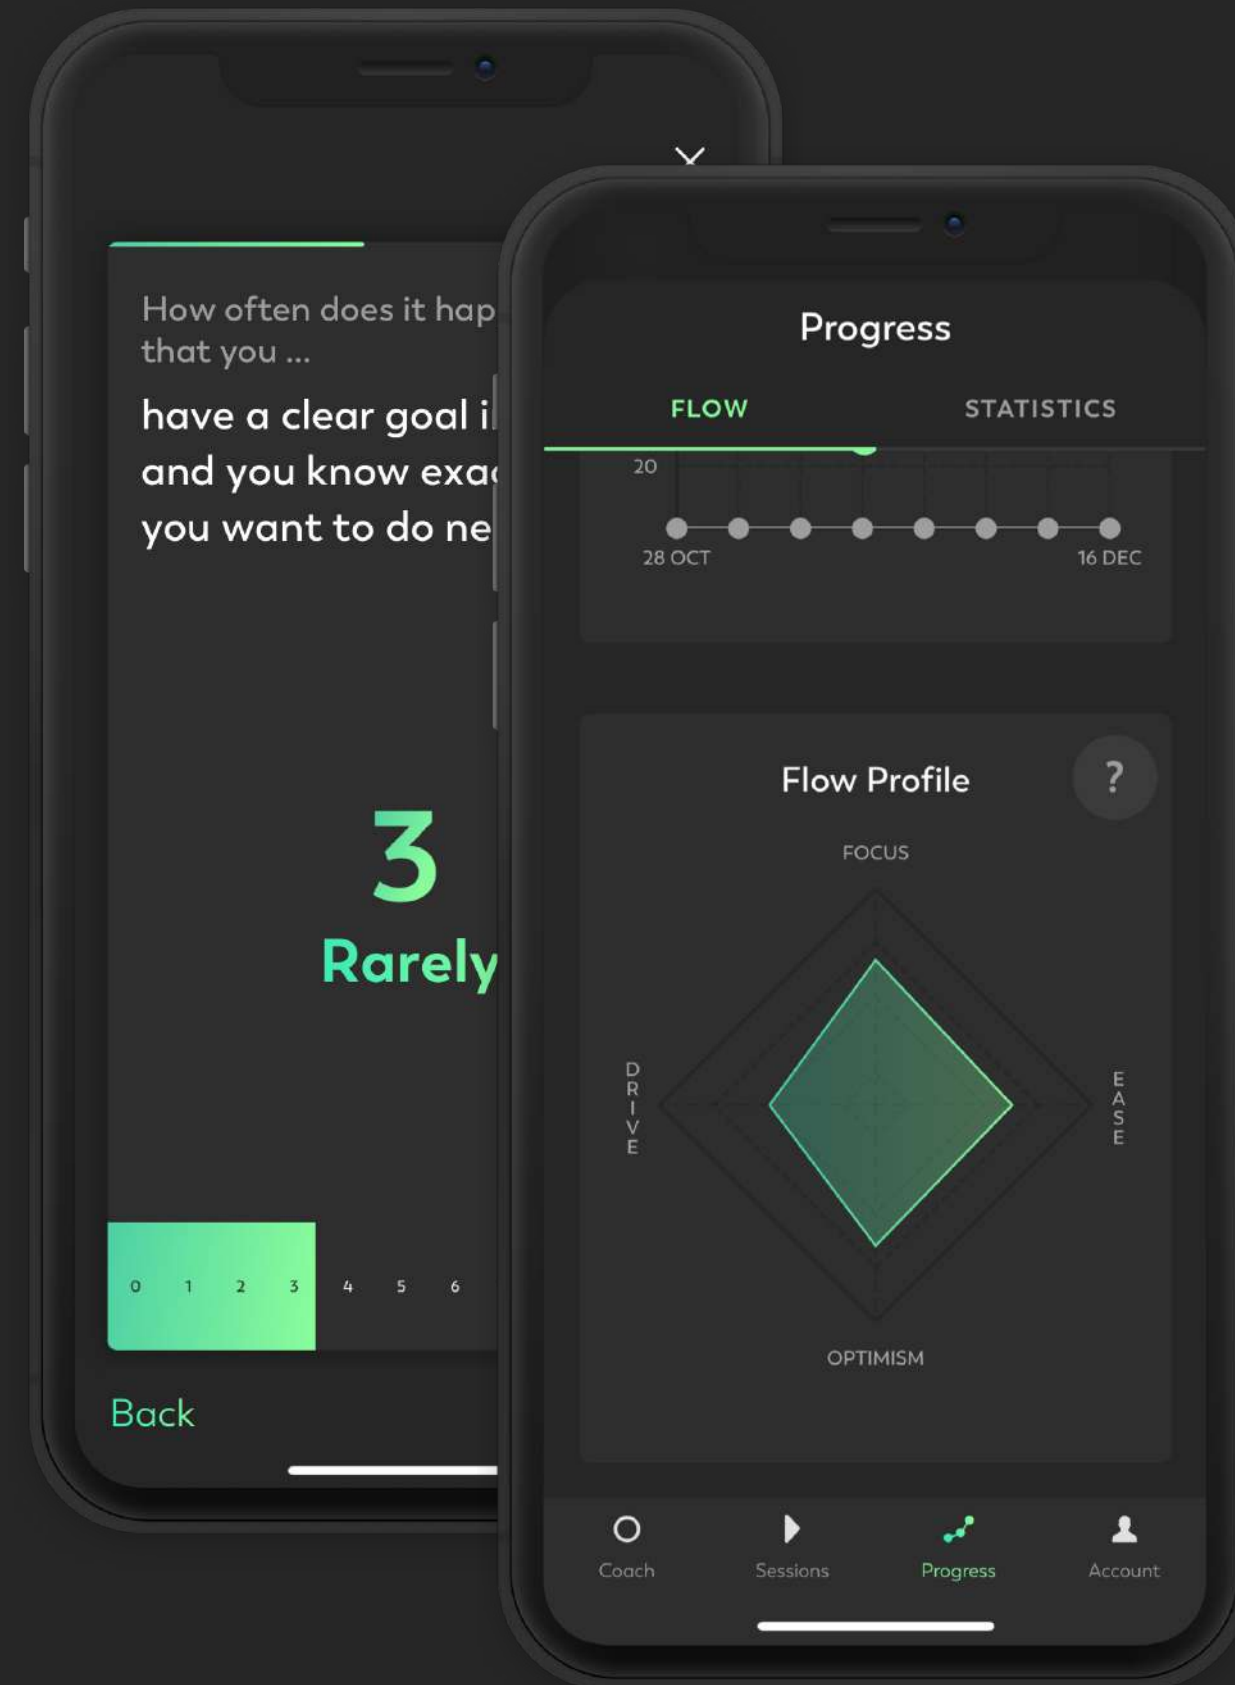 How often does it hap
that you ...
have a clear goal i
and you know exac
you want to do ne
3
Rarely
0 1 2 3 4 5 6
Back
Progress
FLOW STATISTICS
20
28 OCT 16 DEC
Flow Profile ?
FOCUS
DRIVE
EASE
OPTIMISM
Coach Sessions Progress Account